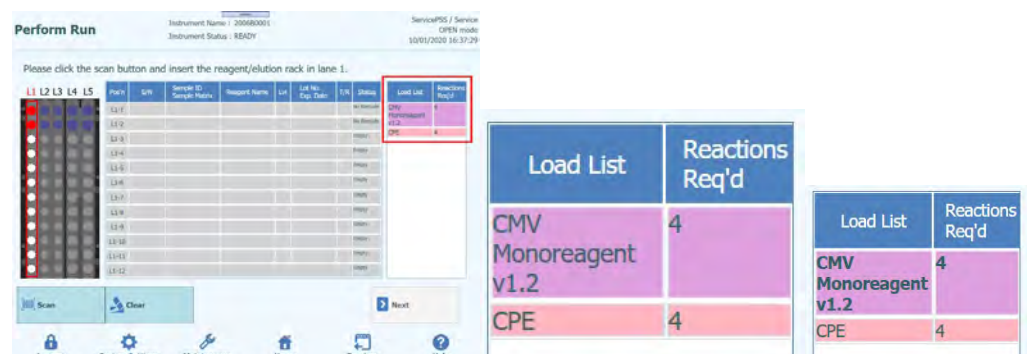 Perform Run
Instrument Name : 2006B0001
Instrument Status : READY
ServicePSS / Service
OPEN mode
10/01/2020 16:37:29
Please click the scan button and insert the reagent/elution rack in lane 1.
L1 L2 L3 L4 L5
Pos'n
S/N
Sample ID
Sample Matrix
Reagent Name
Lvl
Lot No.
Exp. Date
T/R
Status
Load List
Reactions
Req'd
L1-1
L1-2
L1-3
L1-4
L1-5
L1-6
L1-7
L1-8
L1-9
L1-10
L1-11
L1-12
CMV
Monoreagent
v1.2
4
CPE
4
Scan
Clear
Next
Load List
Reactions
Req'd
CMV
Monoreagent
v1.2
4
CPE
4
Load List
Reactions
Req'd
CMV
Monoreagent
v1.2
4
CPE
4